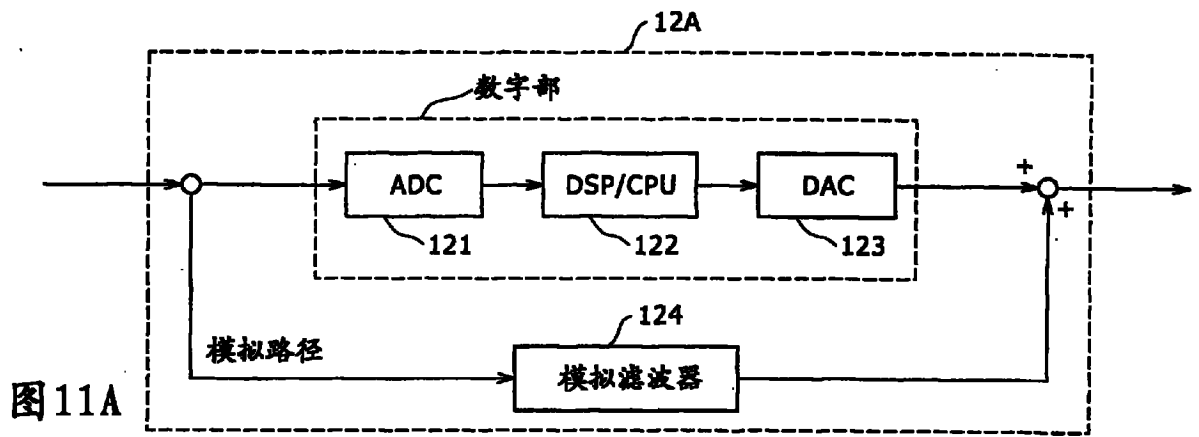 12A
数字部
ADC
DSP/CPU
DAC
+
+
121
122
123
124
模拟路径
模拟滤波器
图11A